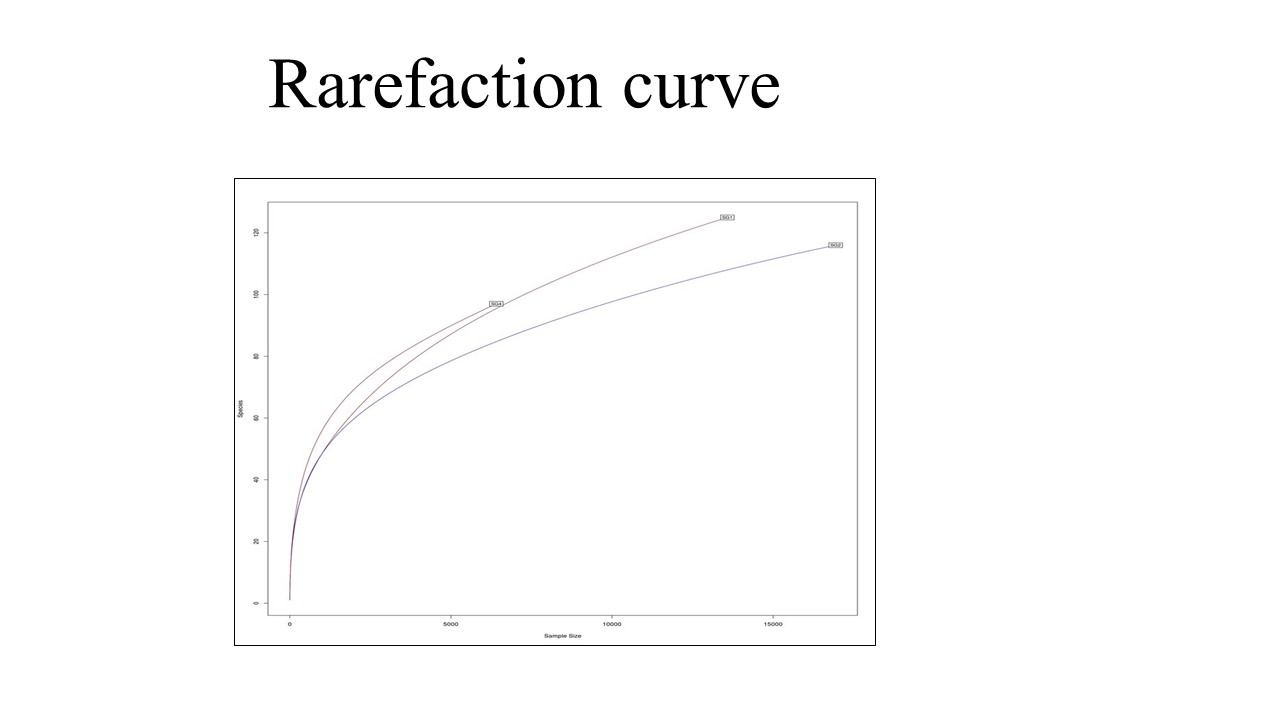 Rarefaction curve
SG1
SG2
SG4
120
100
80
60
40
20
0
Species
0 5000 10000 15000
Sample Size